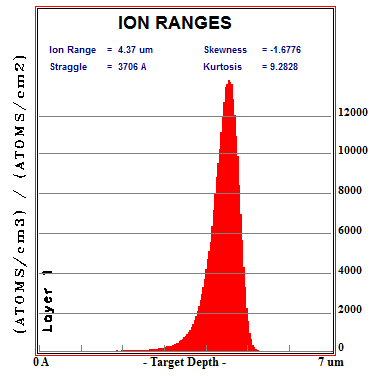 ION RANGES
Ion Range = 4.37 um Skewness = -1.6776
Straggle = 3706 A Kurtosis = 9.2828
(ATOMS/cm3) / (ATOMS/cm2)
12000
10000
8000
6000
4000
2000
0
Layer 1
0 A - Target Depth - 7 um